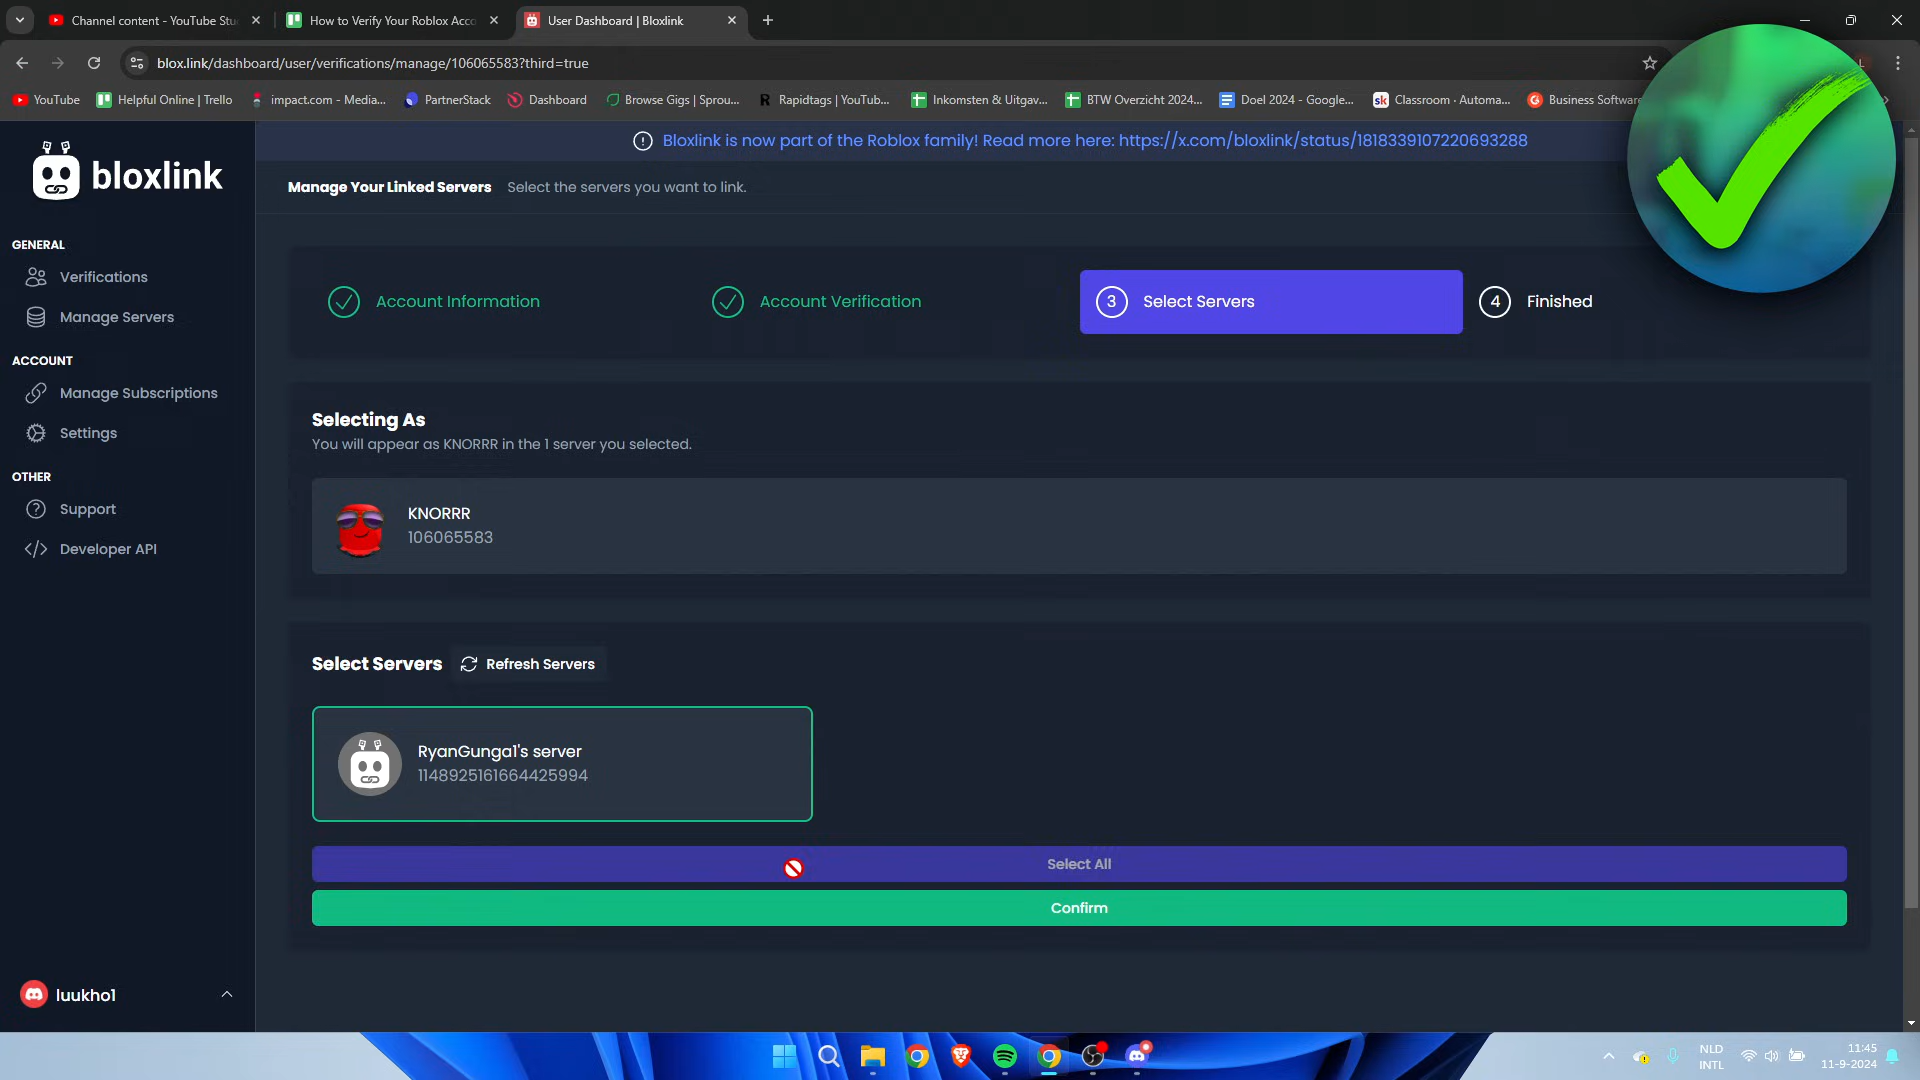 Channel content - YouTube Stu
How to Verify Your Roblox Acco
User Dashboard | Bloxlink
blox.link/dashboard/user/verifications/manage/106065583?third=true
YouTube
Helpful Online | Trello
impact.com - Media...
PartnerStack
Dashboard
Browse Gigs | Sprou...
Rapidtags | YouTub...
Inkomsten & Uitgav...
BTW Overzicht 2024...
Doel 2024 - Google...
sk Classroom · Automa...
Business Software
bloxlink
Bloxlink is now part of the Roblox family! Read more here: https://x.com/bloxlink/status/1818339107220693288
Manage Your Linked Servers Select the servers you want to link.
GENERAL
Verifications
Manage Servers
ACCOUNT
Manage Subscriptions
Settings
OTHER
Support
Developer API
luukho1
Account Information
Account Verification
3 Select Servers
4 Finished
Selecting As
You will appear as KNORRR in the 1 server you selected.
KNORRR
106065583
Select Servers Refresh Servers
RyanGunga1's server
1148925161664425994
Select All
Confirm
NLD
INTL
11:45
11-9-2024